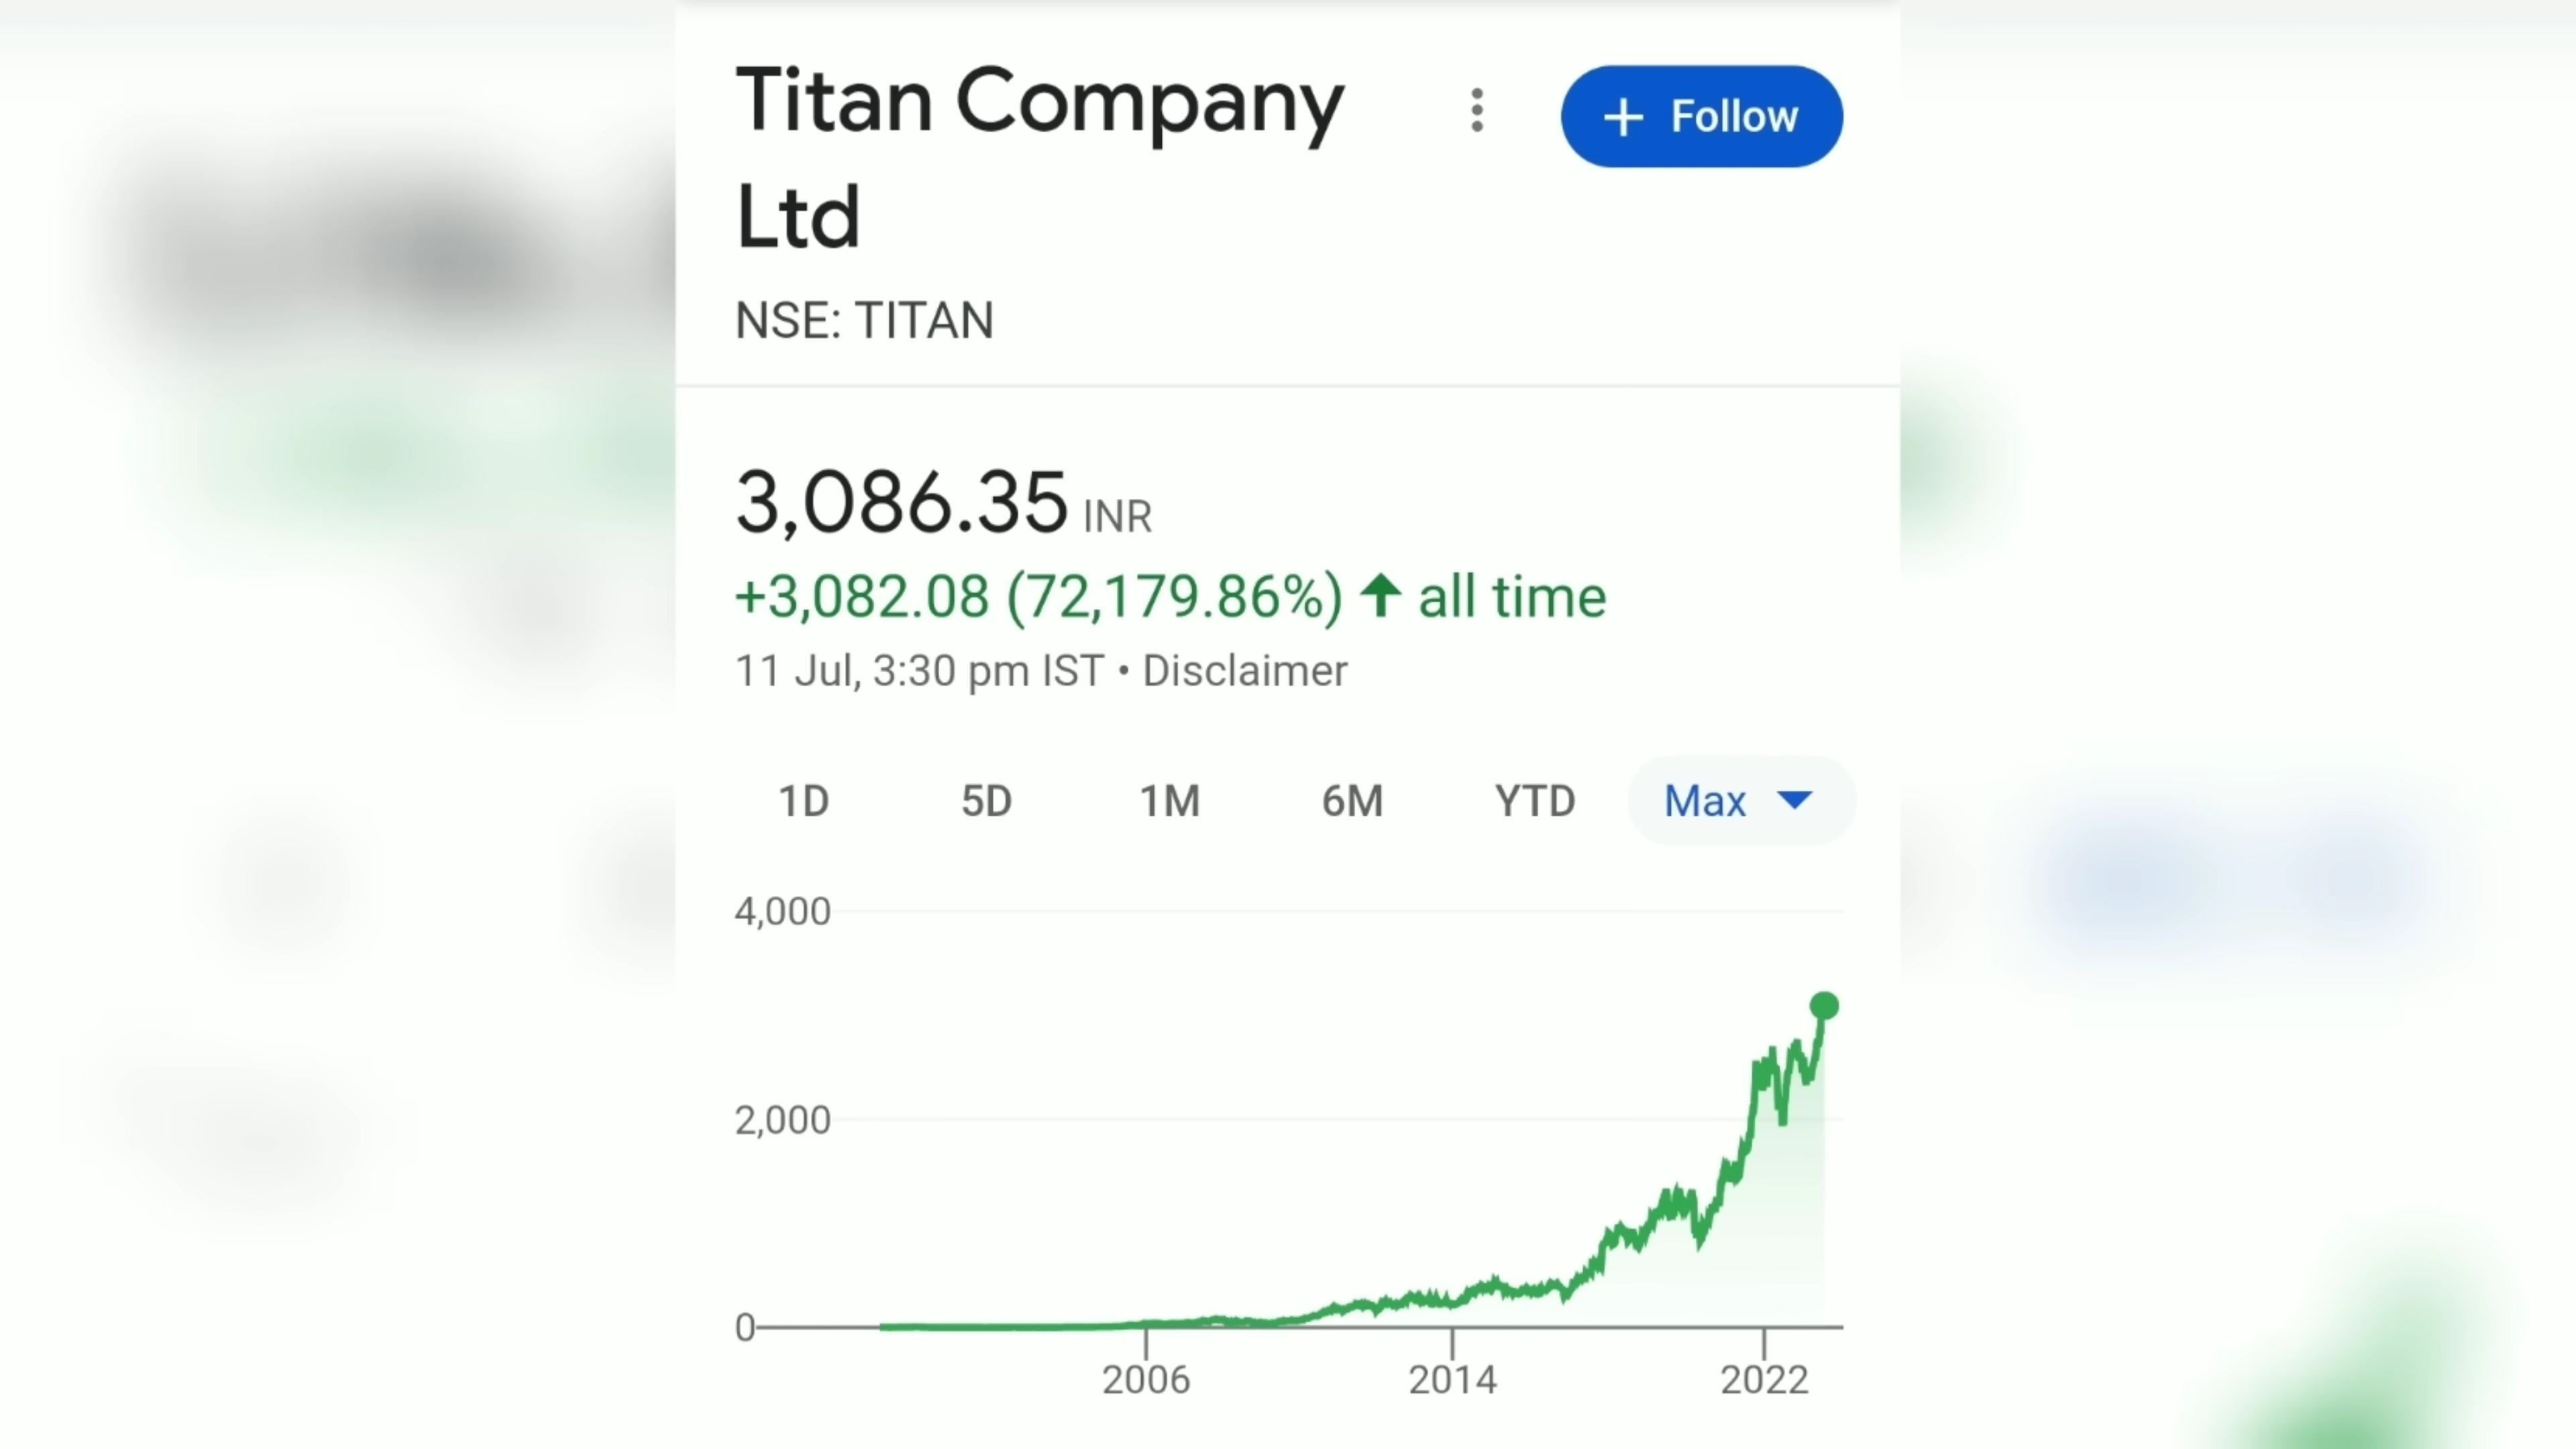 Titan Company
Ltd
+ Follow
NSE: TITAN
3,086.35 INR
+3,082.08 (72,179.86%) ↑ all time
11 Jul, 3:30 pm IST • Disclaimer
1D 5D 1M 6M YTD Max
4,000
2,000
0
2006 2014 2022